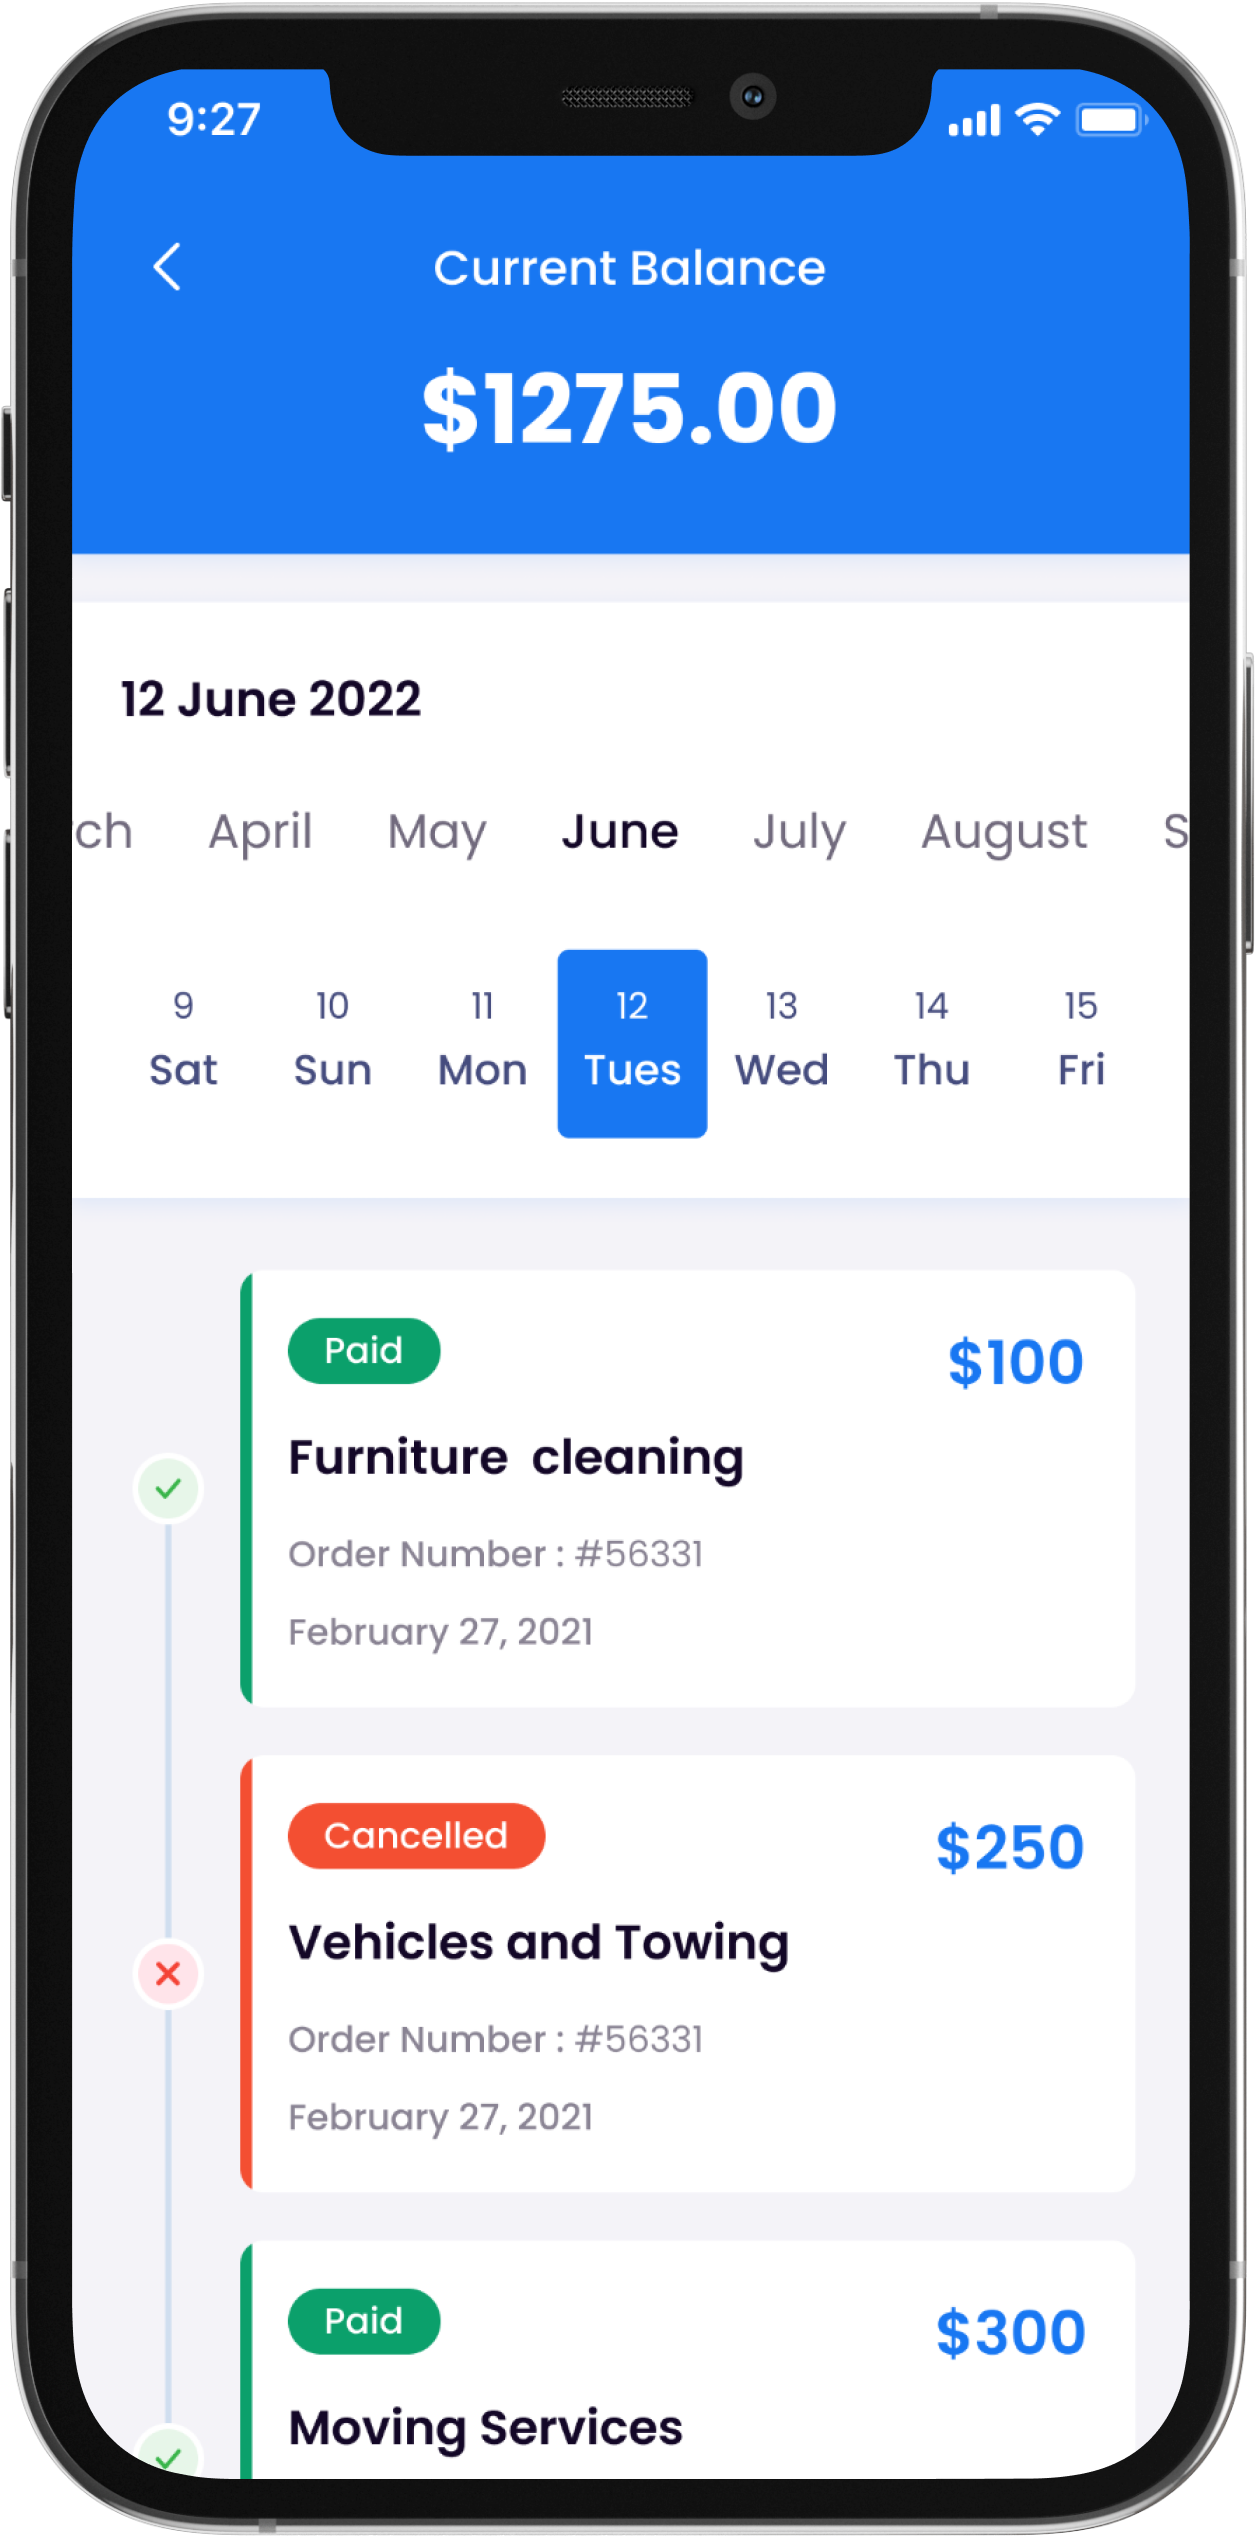 9:27
Current Balance
$1275.00
12 June 2022
ch April May June July August S
9 10 11 12 13 14 15
Sat Sun Mon Tues Wed Thu Fri
Paid
$100
Furniture  cleaning
Order Number : #56331
February 27, 2021
Cancelled
$250
Vehicles and Towing
Order Number : #56331
February 27, 2021
Paid
$300
Moving Services